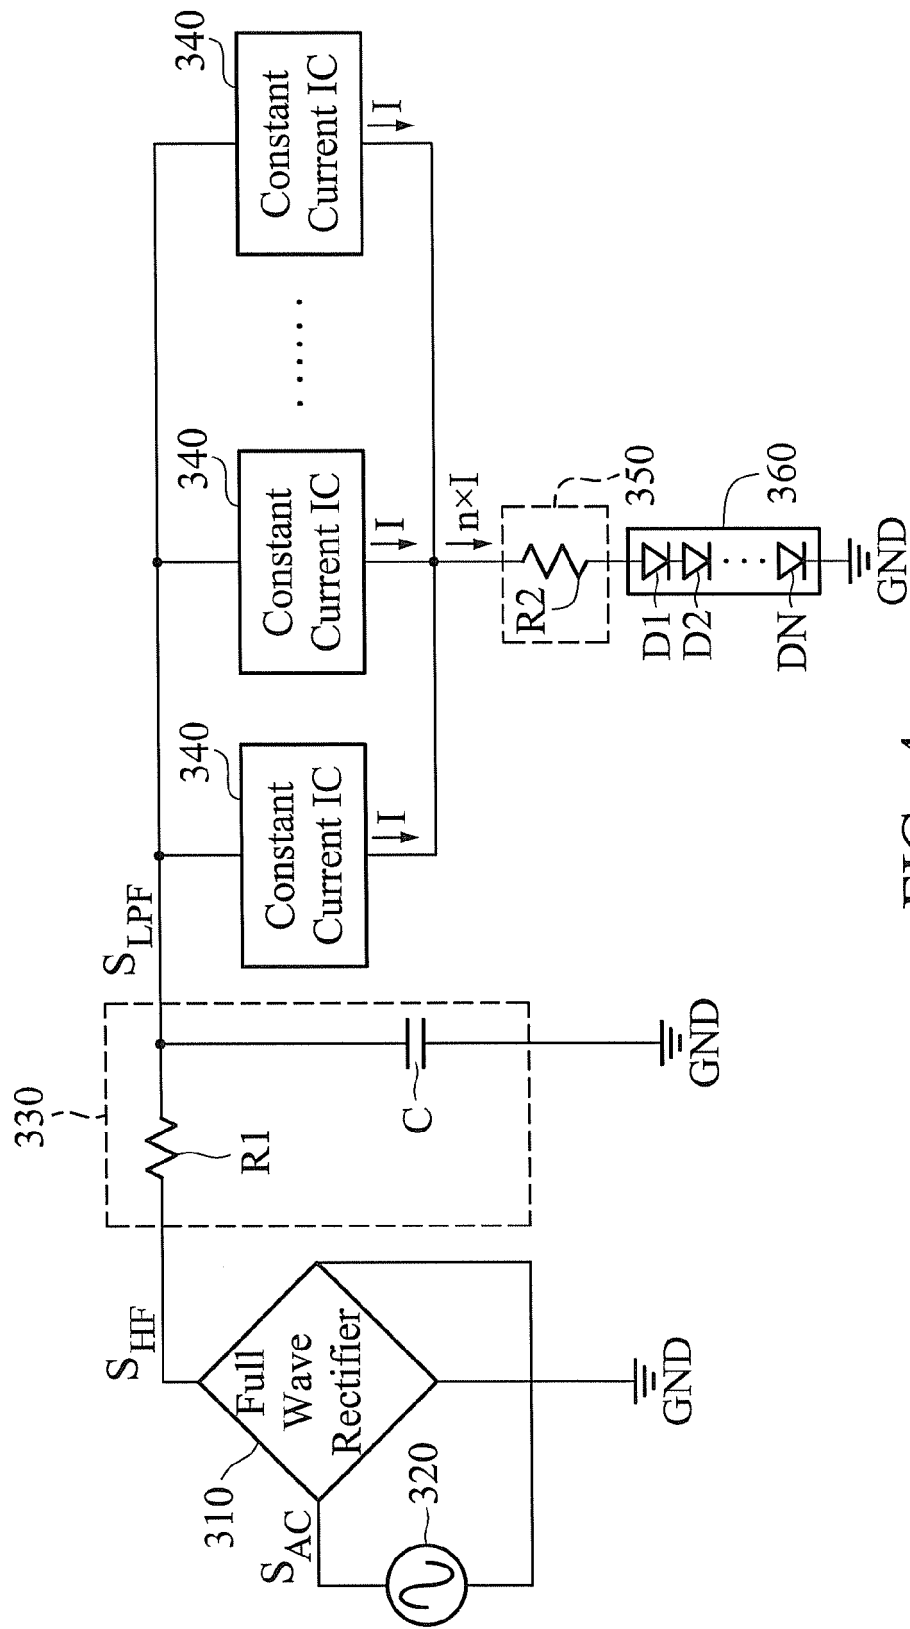 330
340
340
340
S_HF
S_LPF
R1
C
GND
310
Full
Wave
Rectifier
S_AC
320
GND
Constant
Current IC
Constant
Current IC
......
Constant
Current IC
I
I
I
n×I
350
R2
360
D1
D2
...
DN
GND